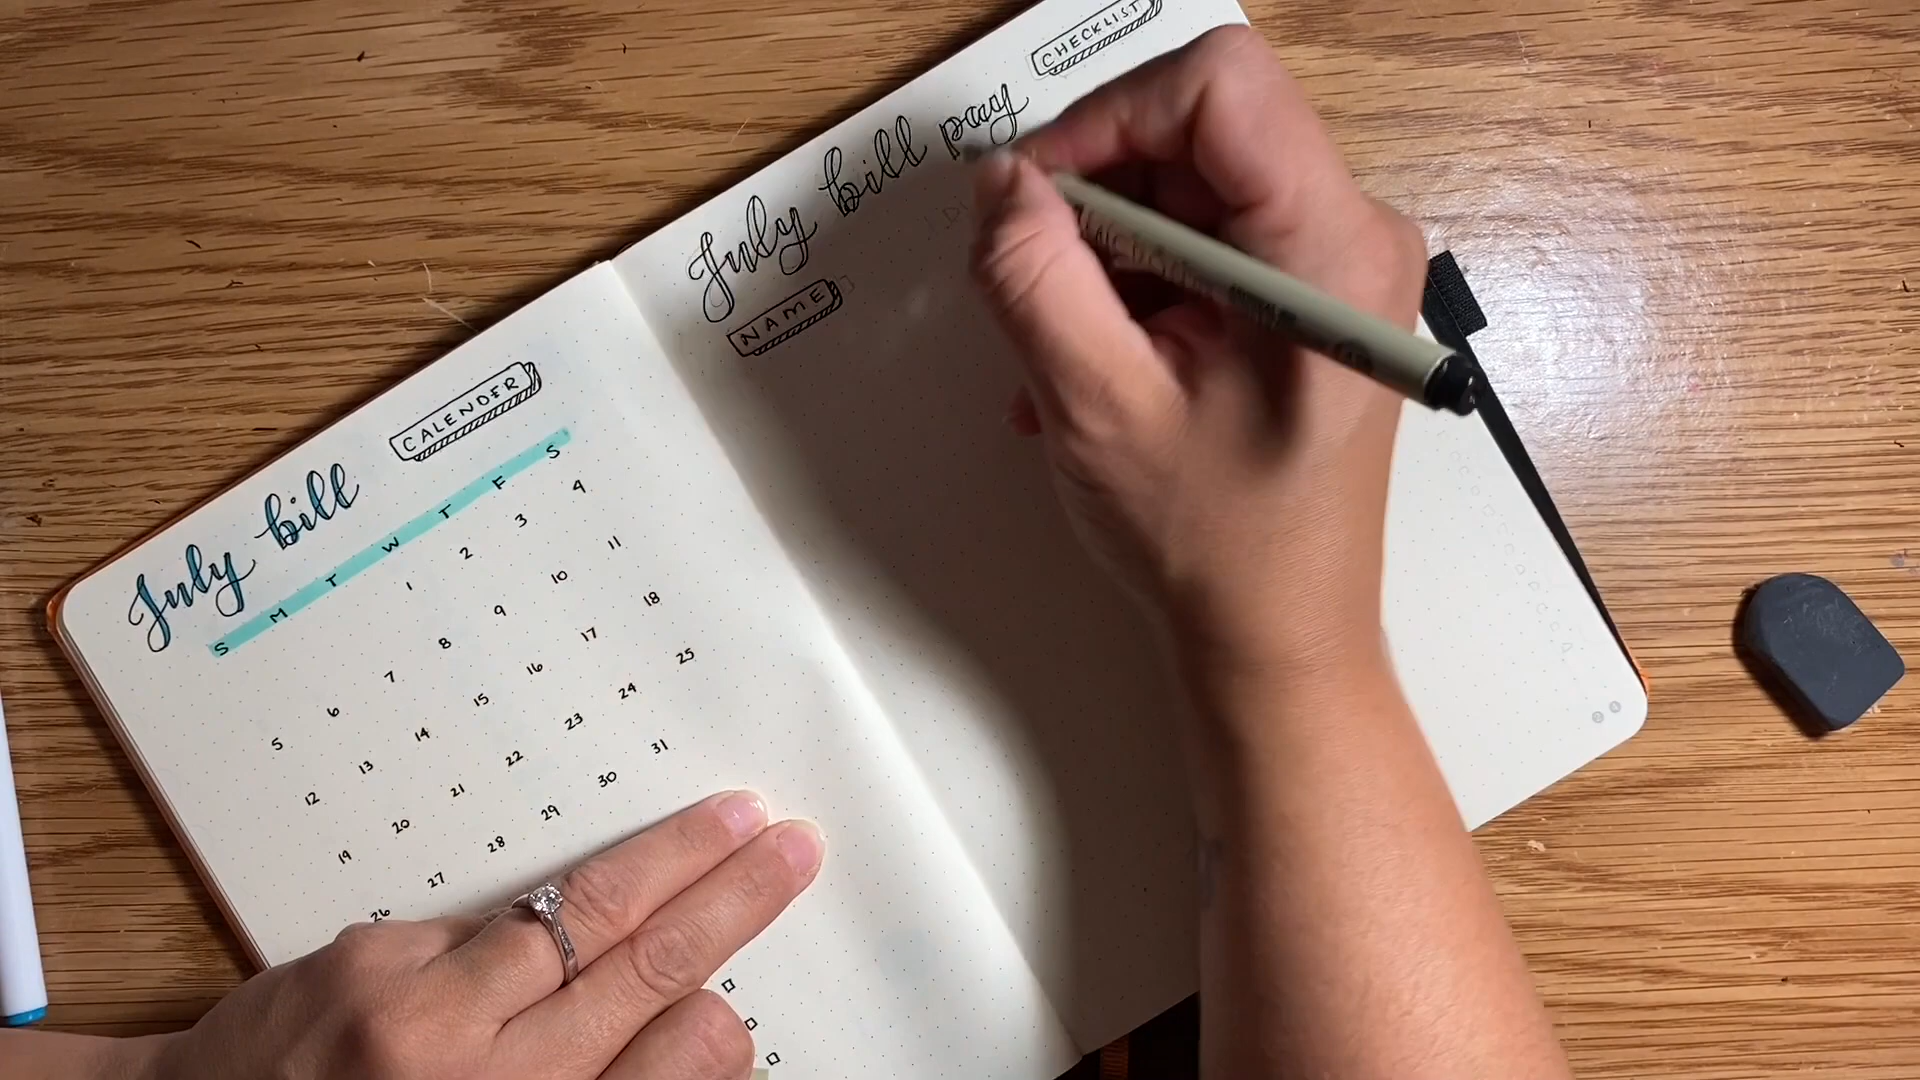 July bill
CALENDER
S M T W T F S
1 2 3 4
5 6 7 8 9 10 11
12 13 14 15 16 17 18
19 20 21 22 23 24 25
26 27 28 29 30 31
July bill pay
CHECKLIST
NAME